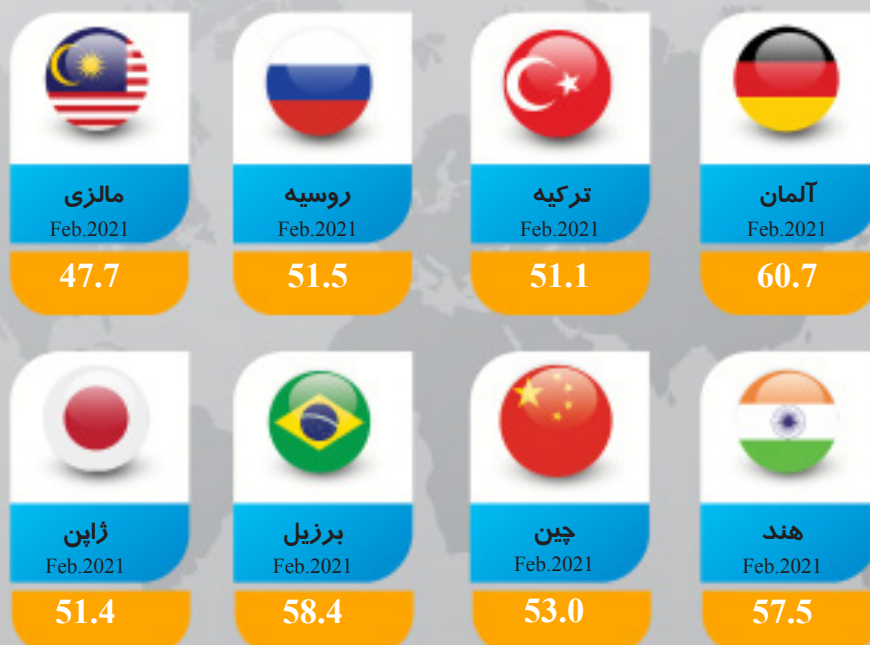 آلمان
Feb.2021
60.7
ترکیه
Feb.2021
51.1
روسیه
Feb.2021
51.5
مالزی
Feb.2021
47.7
هند
Feb.2021
57.5
چین
Feb.2021
53.0
برزیل
Feb.2021
58.4
ژاپن
Feb.2021
51.4